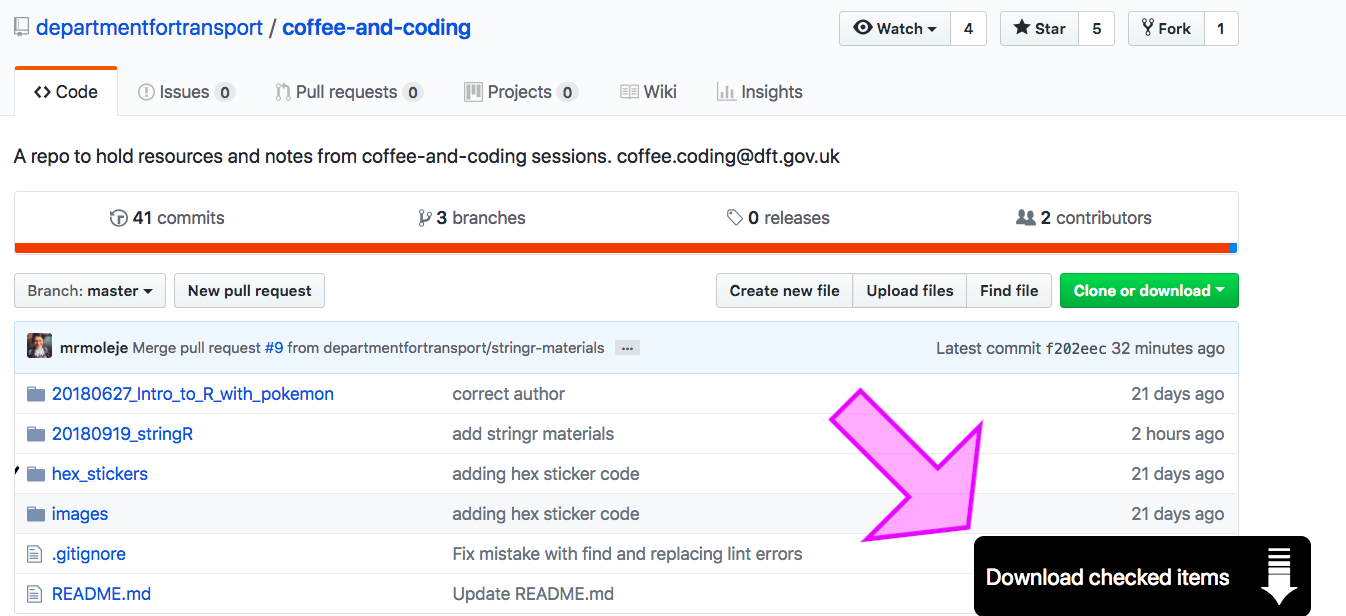 departmentfortransport / coffee-and-coding
Watch 4 Star 5 Fork 1
Code Issues 0 Pull requests 0 Projects 0 Wiki Insights
A repo to hold resources and notes from coffee-and-coding sessions. coffee.coding@dft.gov.uk
41 commits 3 branches 0 releases 2 contributors
Branch: master New pull request Create new file Upload files Find file Clone or download
mrmoleje Merge pull request #9 from departmentfortransport/stringr-materials ... Latest commit f202eec 32 minutes ago
20180627_Intro_to_R_with_pokemon correct author 21 days ago
20180919_stringR add stringr materials 2 hours ago
hex_stickers adding hex sticker code 21 days ago
images adding hex sticker code 21 days ago
.gitignore Fix mistake with find and replacing lint errors
README.md Update README.md
Download checked items